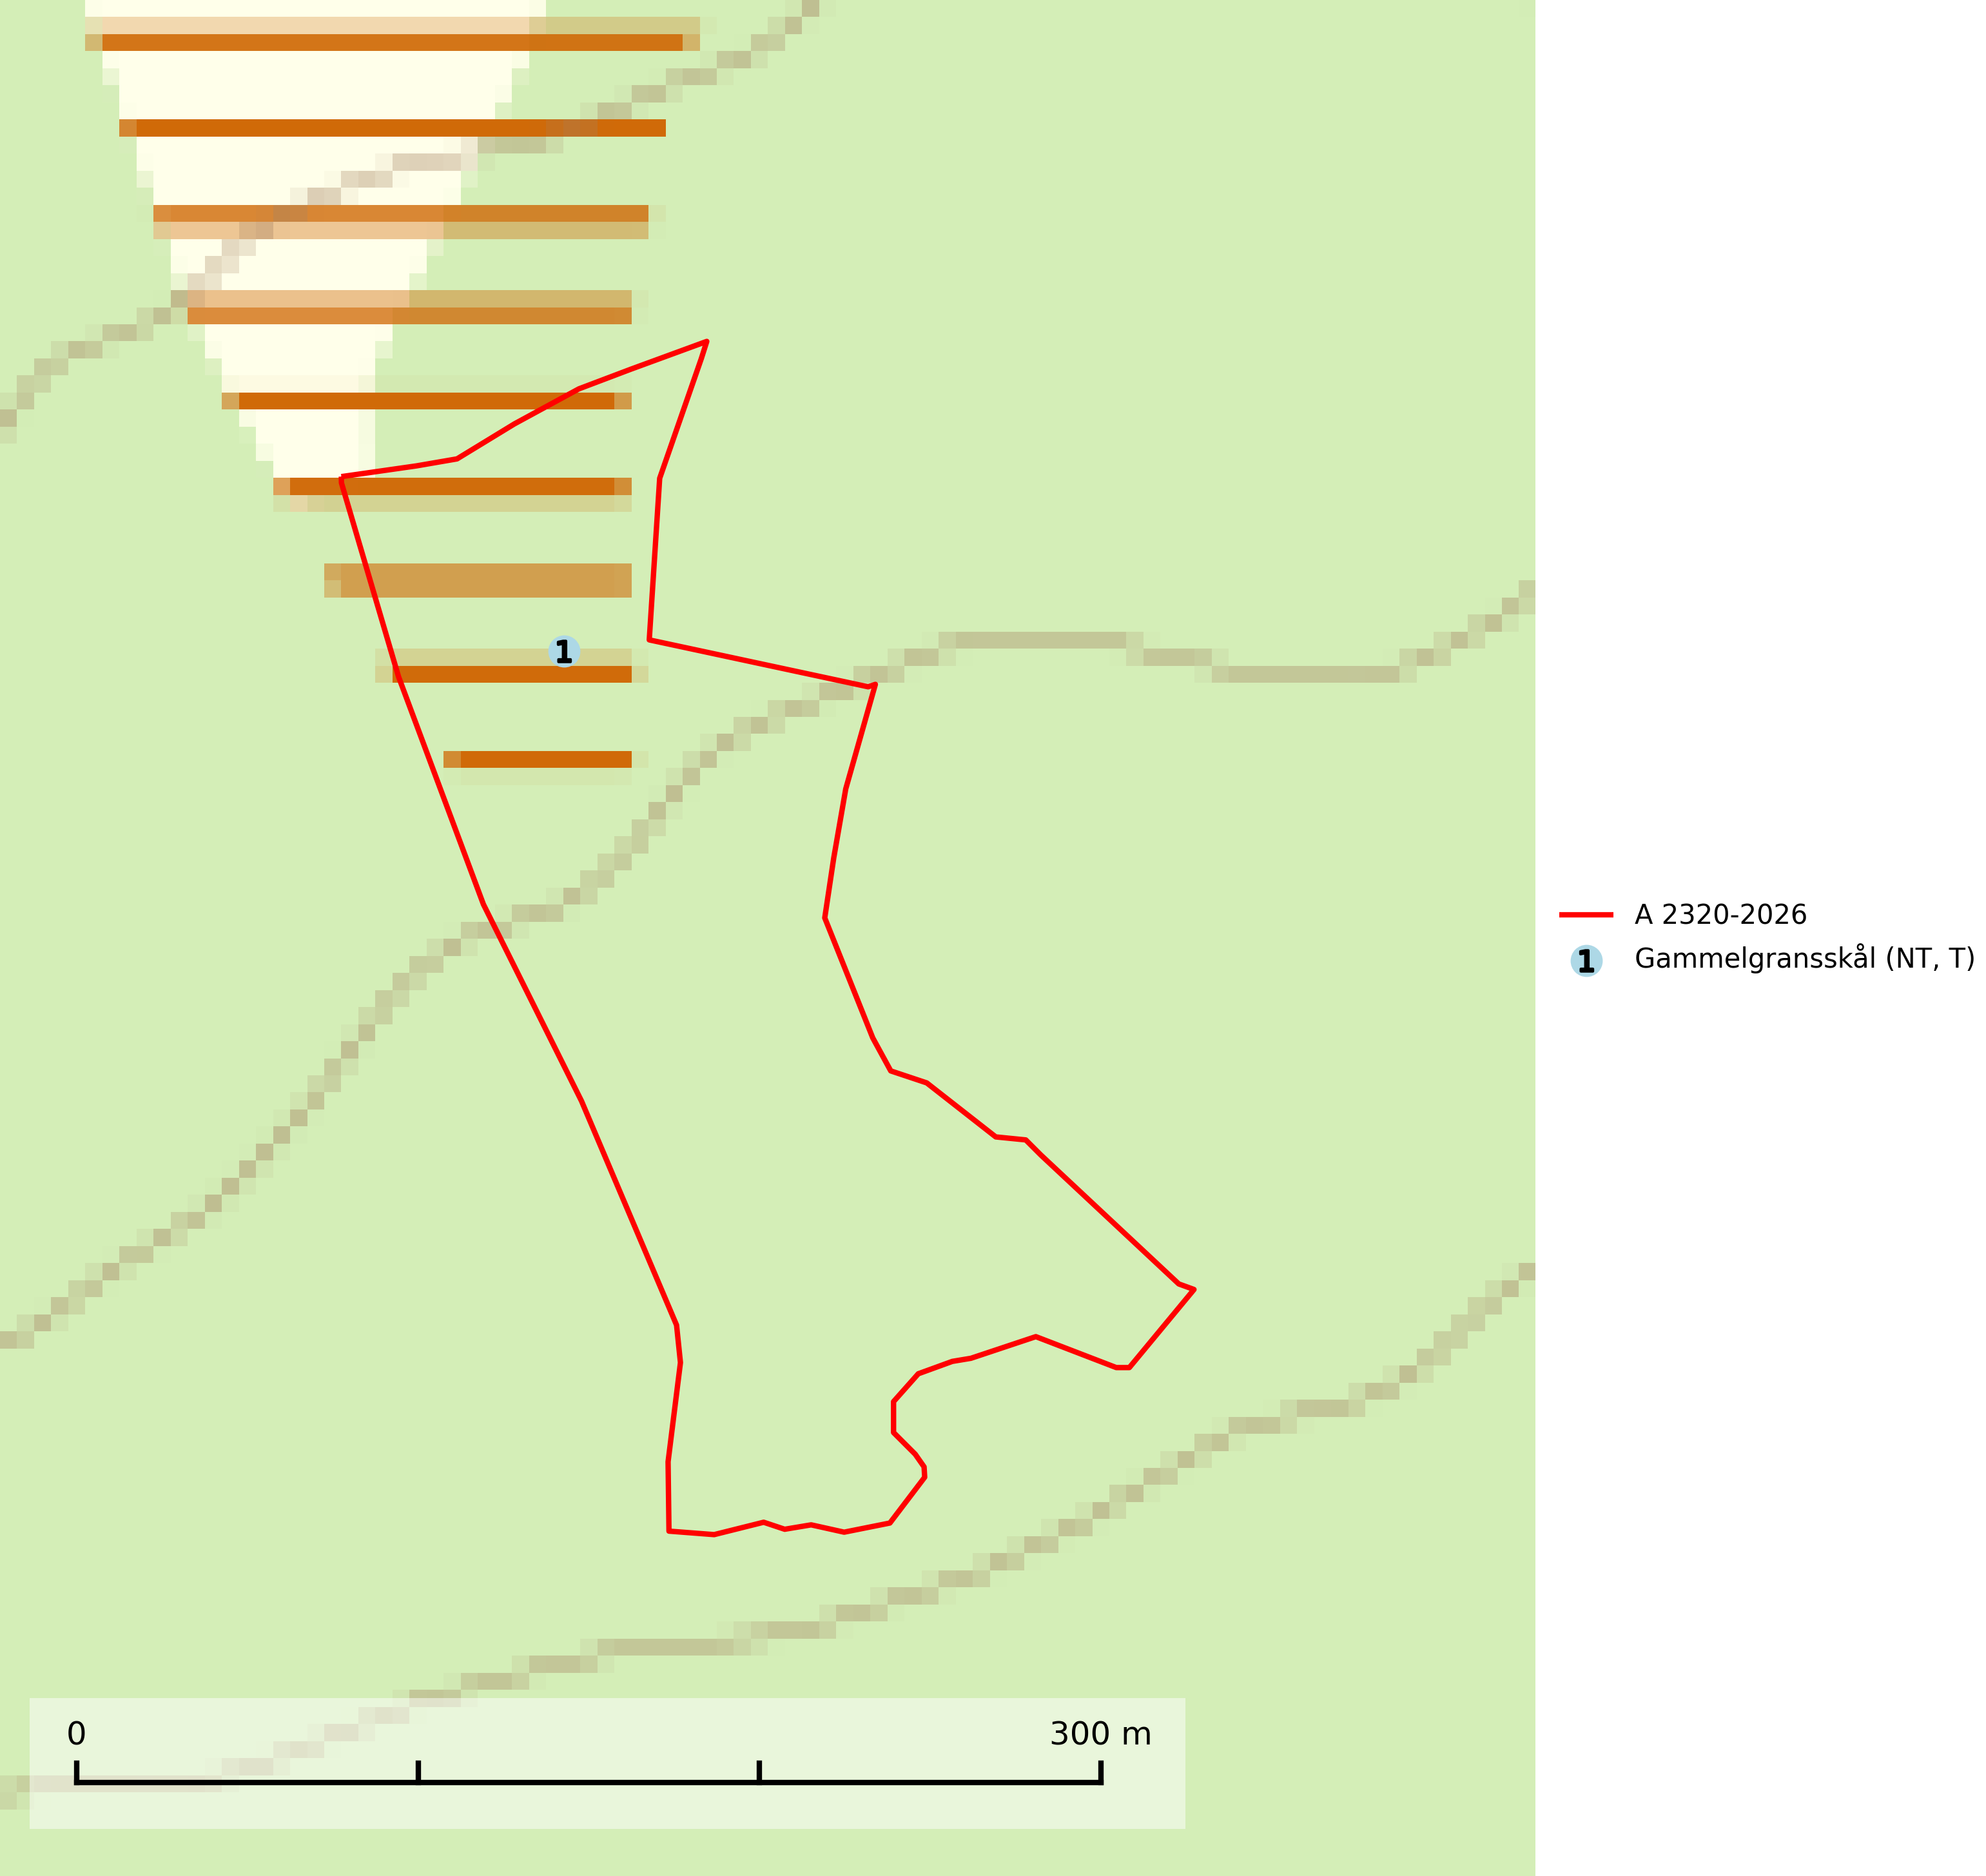 1
A 2320-2026
1 Gammelgransskål (NT, T)
0 300 m